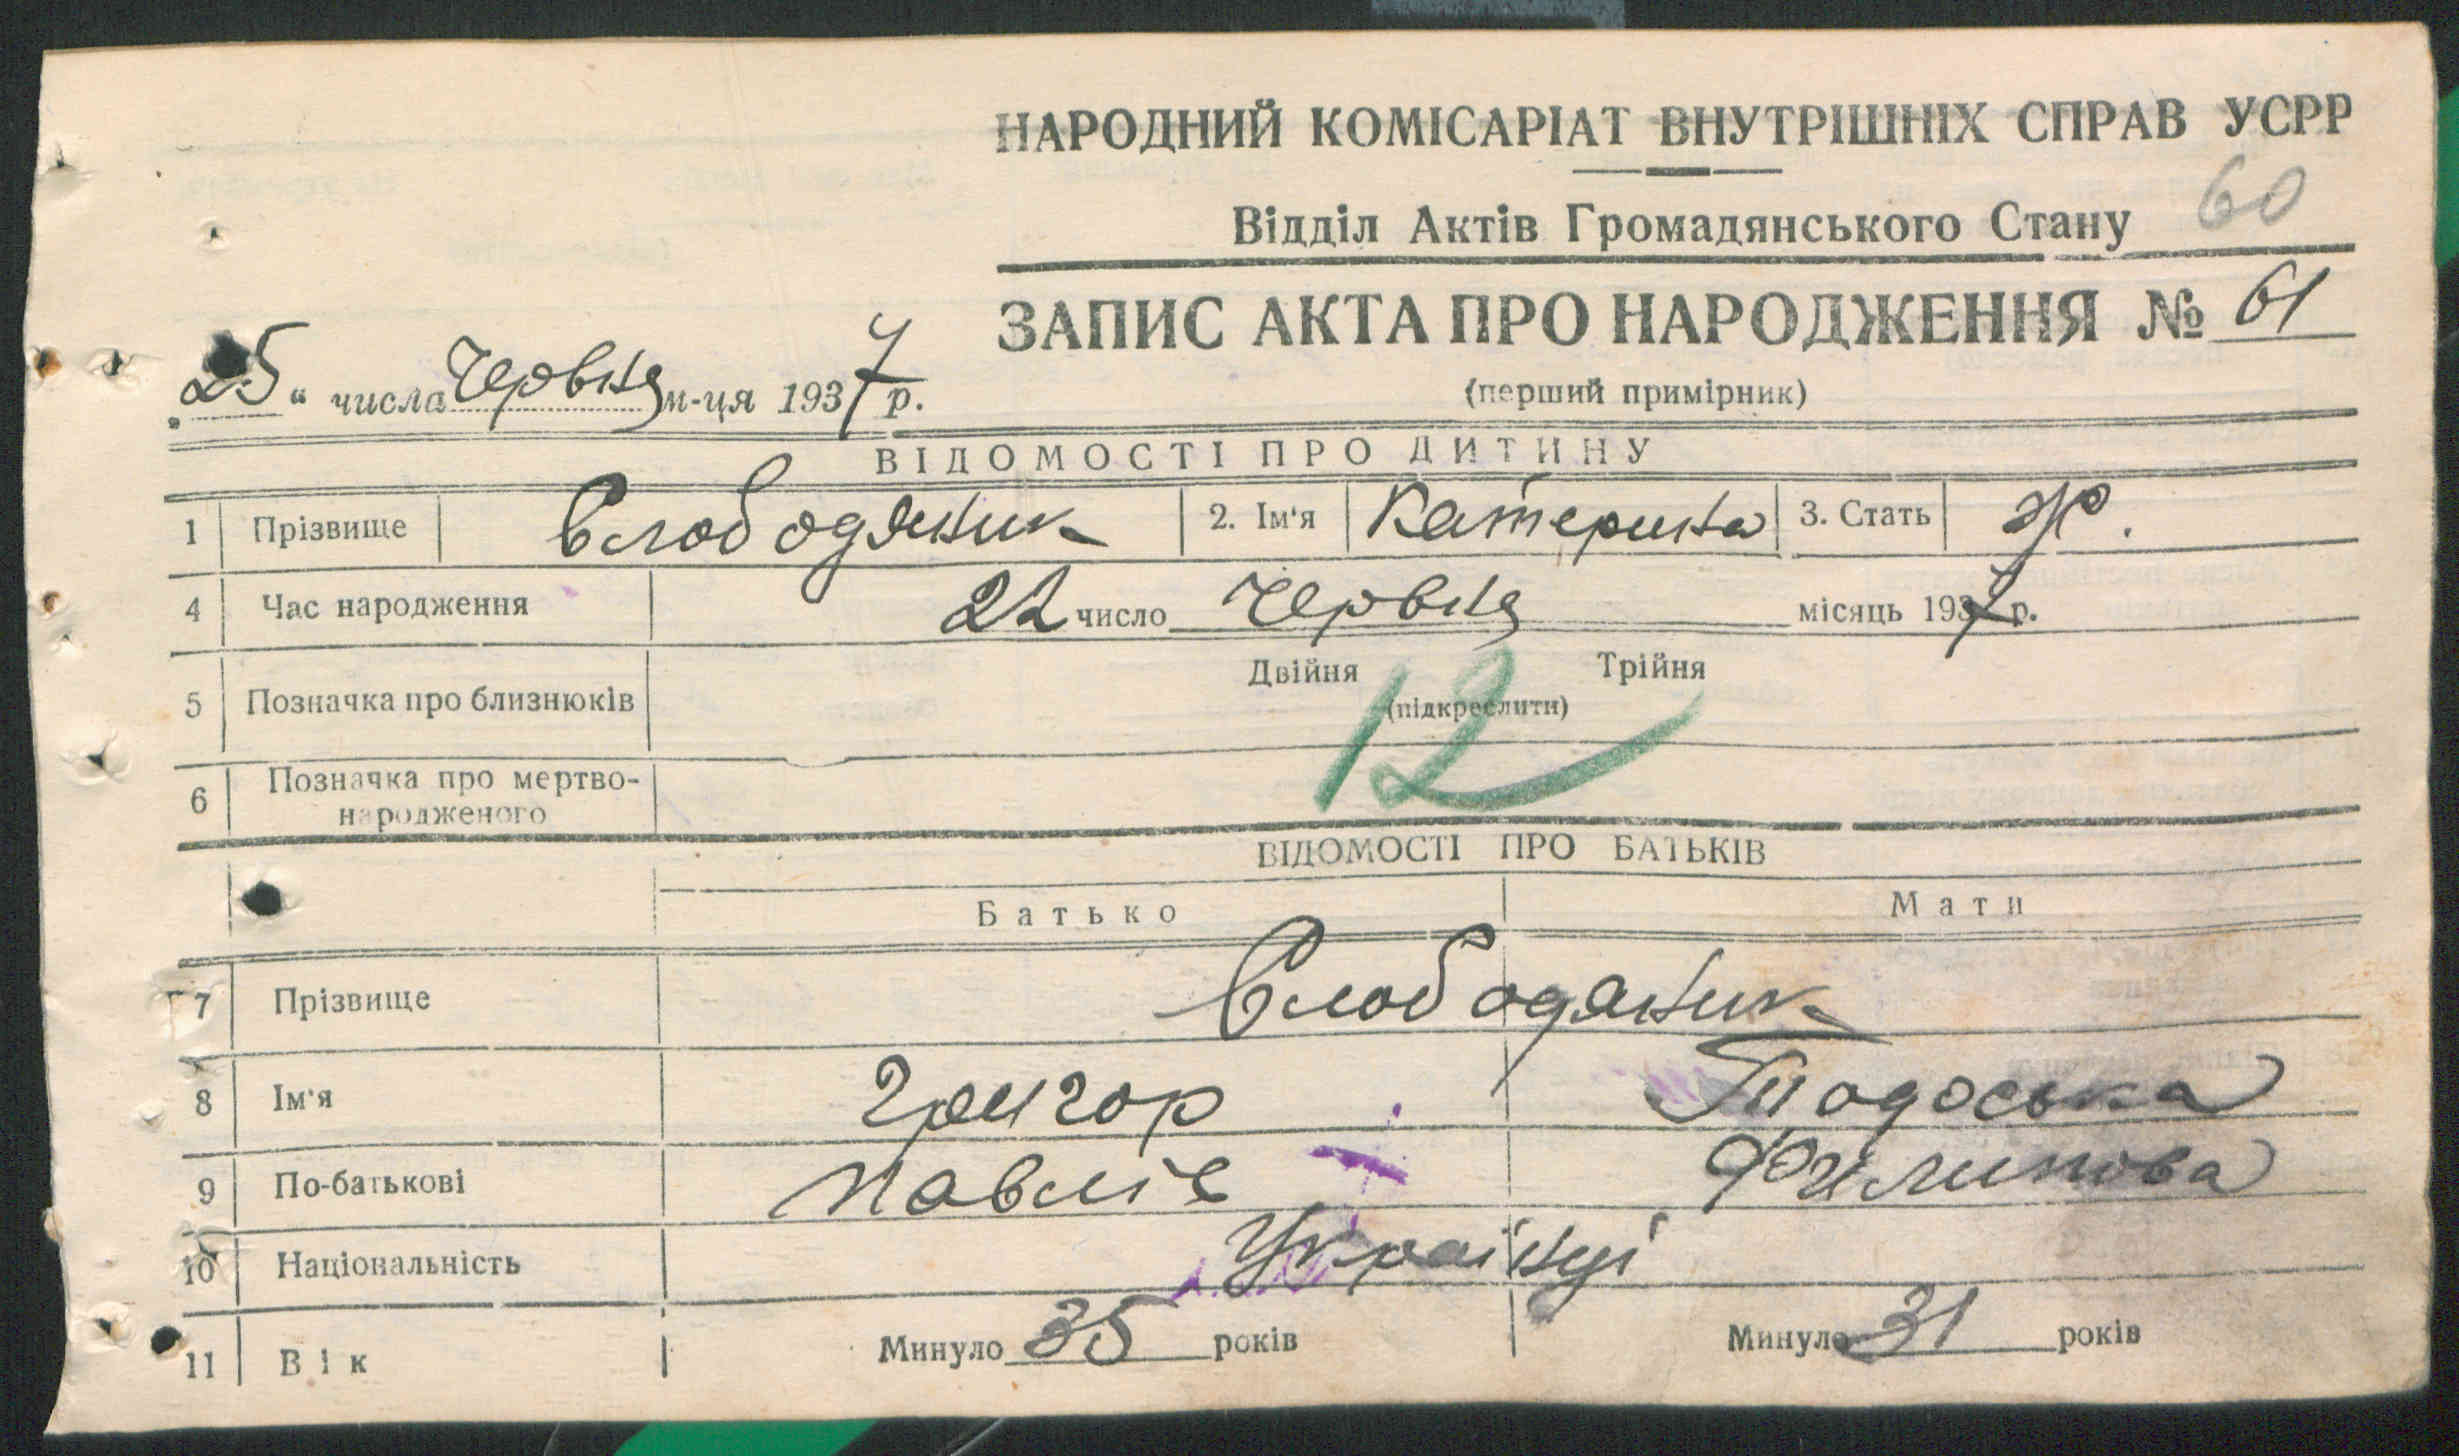 НАРОДНИЙ КОМІСАРІАТ ВНУТРІШНІХ СПРАВ УСРР
60
Відділ Актів Громадянського Стану
ЗАПИС АКТА ПРО НАРОДЖЕННЯ № 61
„25“ числа Червня м-ця 1937 р.
(перший примірник)
ВІДОМОСТІ ПРО ДИТИНУ
1 Прізвище Слободяник 2. Ім'я Катерина 3. Стать Ж.
4 Час народження 22 число Червня місяць 1937 р.
5 Позначка про близнюків Двійня Трійня
(підкреслити)
12
6 Позначка про мертво-
народженого
ВІДОМОСТІ ПРО БАТЬКІВ
Батько Мати
7 Прізвище Слободяник
8 Ім'я Григор Тодоська
9 По-батькові Павлів Филипова
10 Національність Українці
11 Вік Минуло 35 років Минуло 31 років